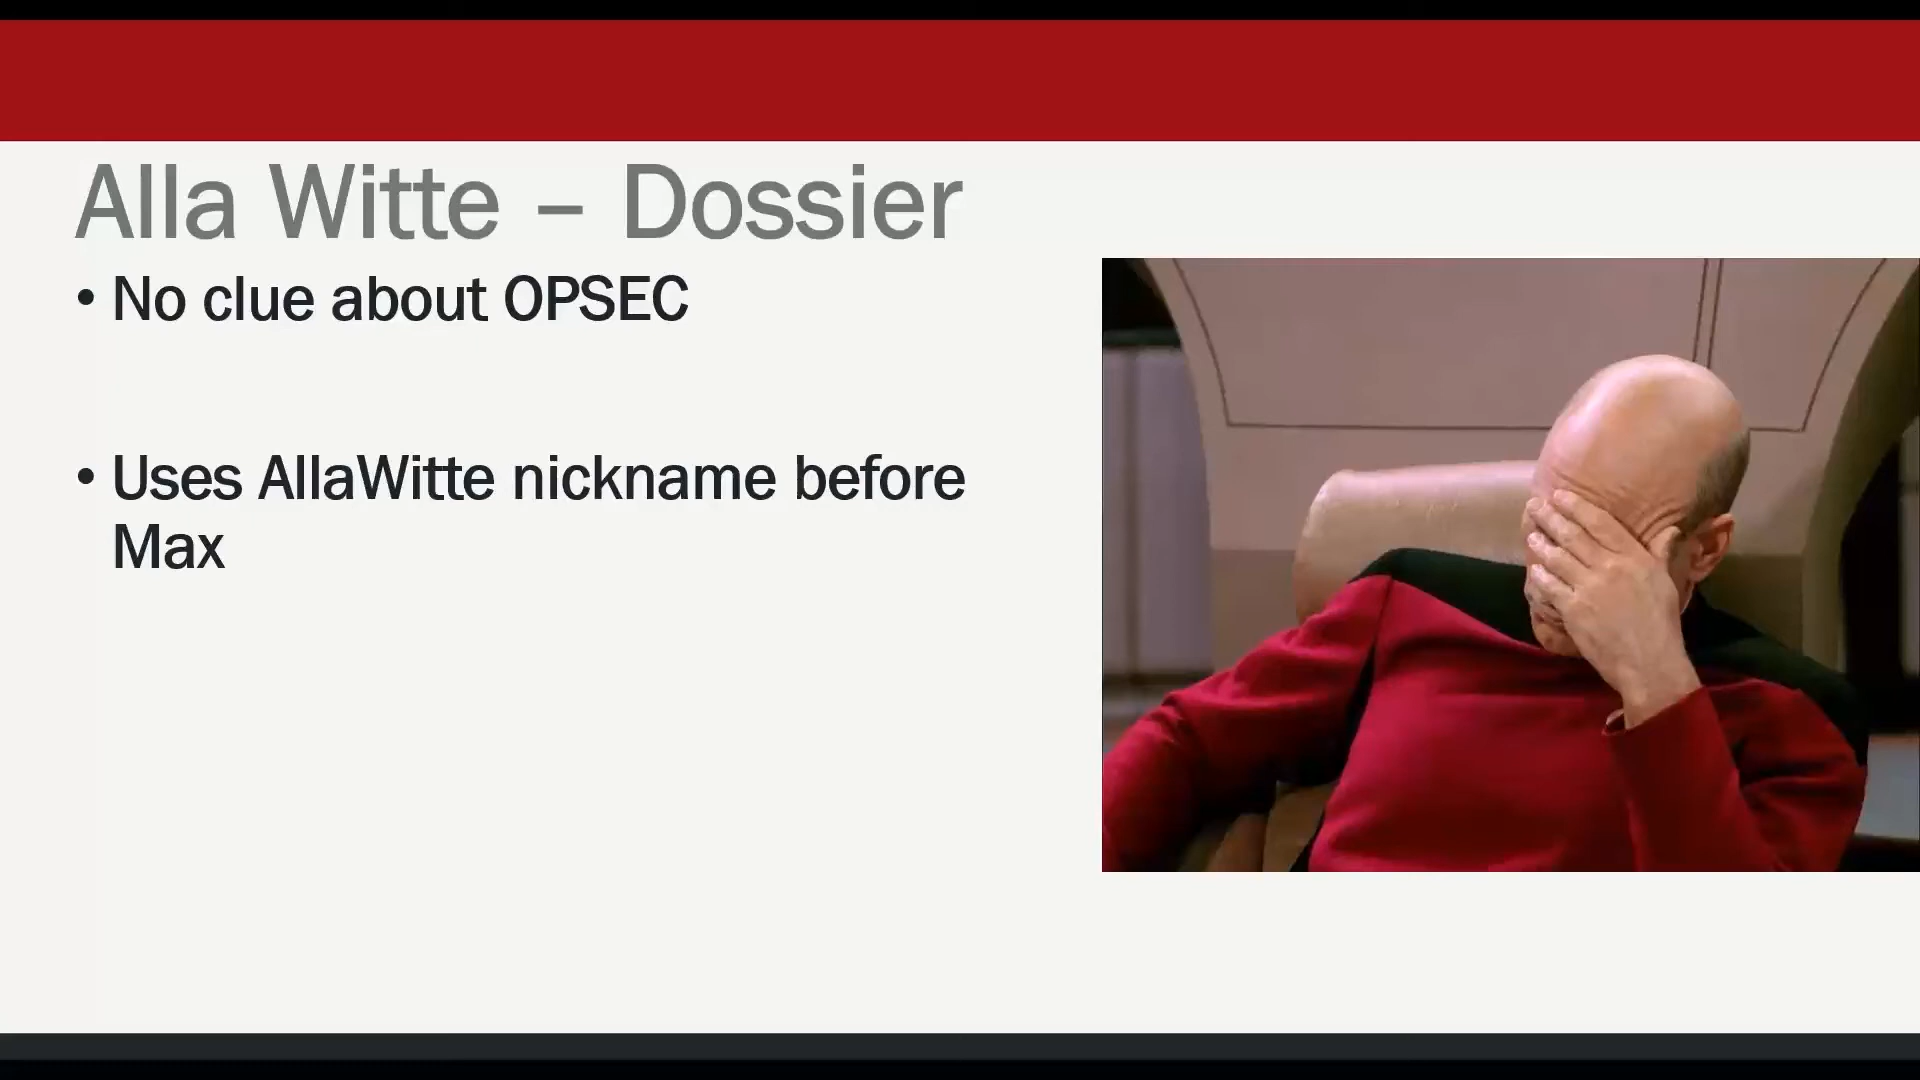 Alla Witte – Dossier
• No clue about OPSEC
• Uses AllaWitte nickname before
Max